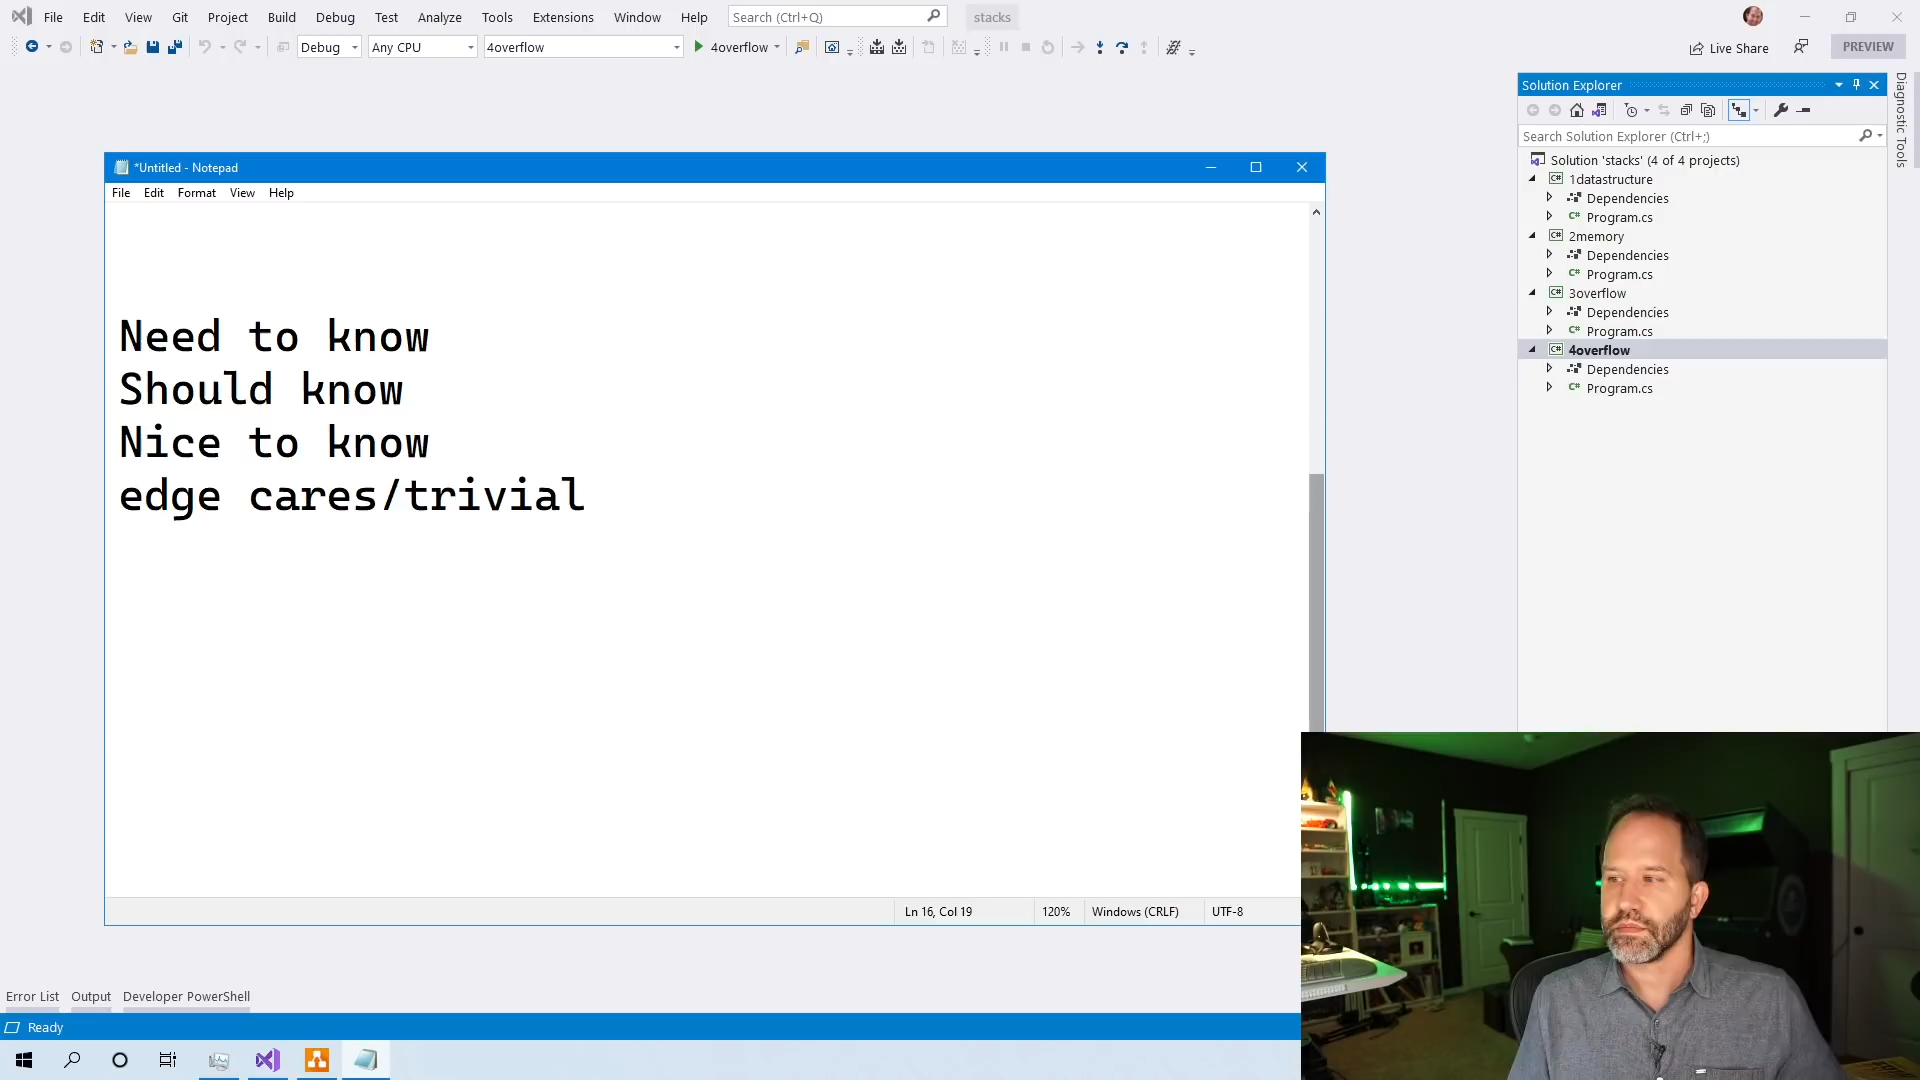 File Edit View Git Project Build Debug Test Analyze Tools Extensions Window Help Search (Ctrl+Q) stacks
Debug Any CPU 4overflow 4overflow Live Share PREVIEW
Solution Explorer
Diagnostic Tools
Search Solution Explorer (Ctrl+;)
Solution 'stacks' (4 of 4 projects)
C# 1datastructure
Dependencies
C# Program.cs
C# 2memory
Dependencies
C# Program.cs
C# 3overflow
Dependencies
C# Program.cs
C# 4overflow
Dependencies
C# Program.cs
*Untitled - Notepad
File Edit Format View Help
Need to know
Should know
Nice to know
edge cares/trivial
Ln 16, Col 19 120% Windows (CRLF) UTF-8
Error List Output Developer PowerShell
Ready